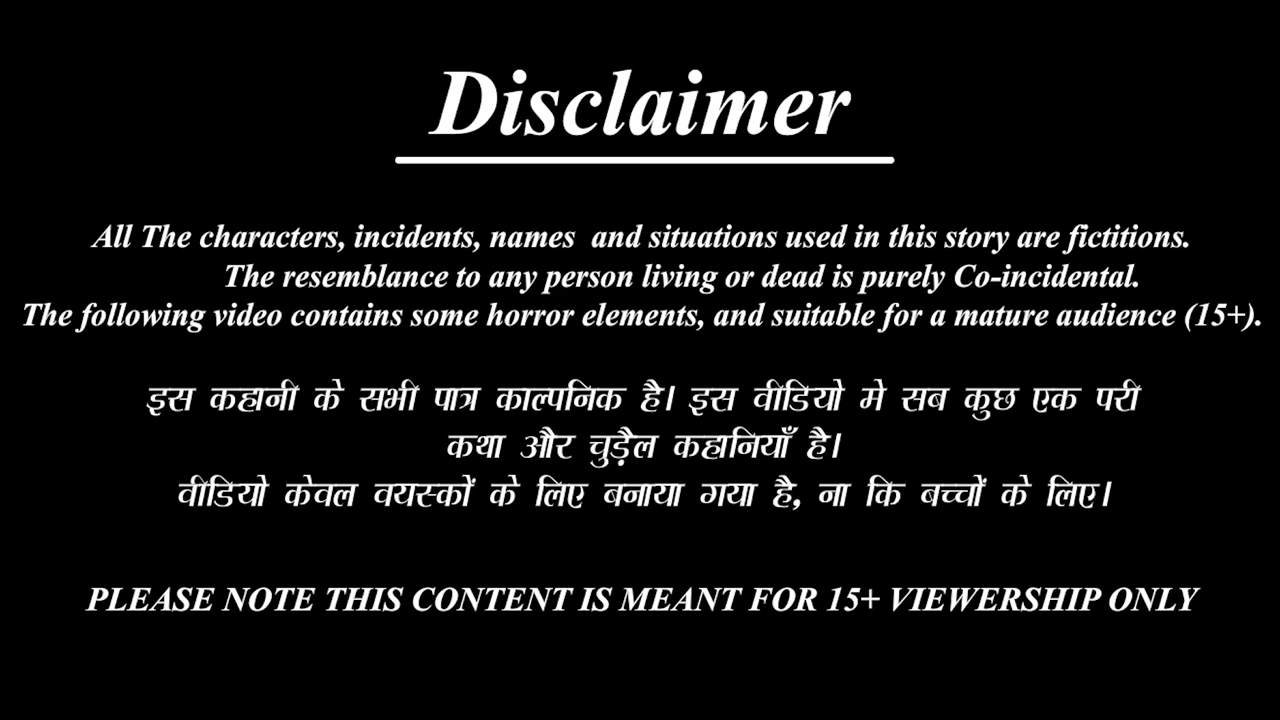 Disclaimer
All The characters, incidents, names and situations used in this story are fictitions.
The resemblance to any person living or dead is purely Co-incidental.
The following video contains some horror elements, and suitable for a mature audience (15+).
इस कहानी के सभी पात्र काल्पनिक है। इस वीडियो मे सब कुछ एक परी
कथा और चुड़ैल कहानियाँ है।
वीडियो केवल वयस्कों के लिए बनाया गया है, ना कि बच्चों के लिए।
PLEASE NOTE THIS CONTENT IS MEANT FOR 15+ VIEWERSHIP ONLY